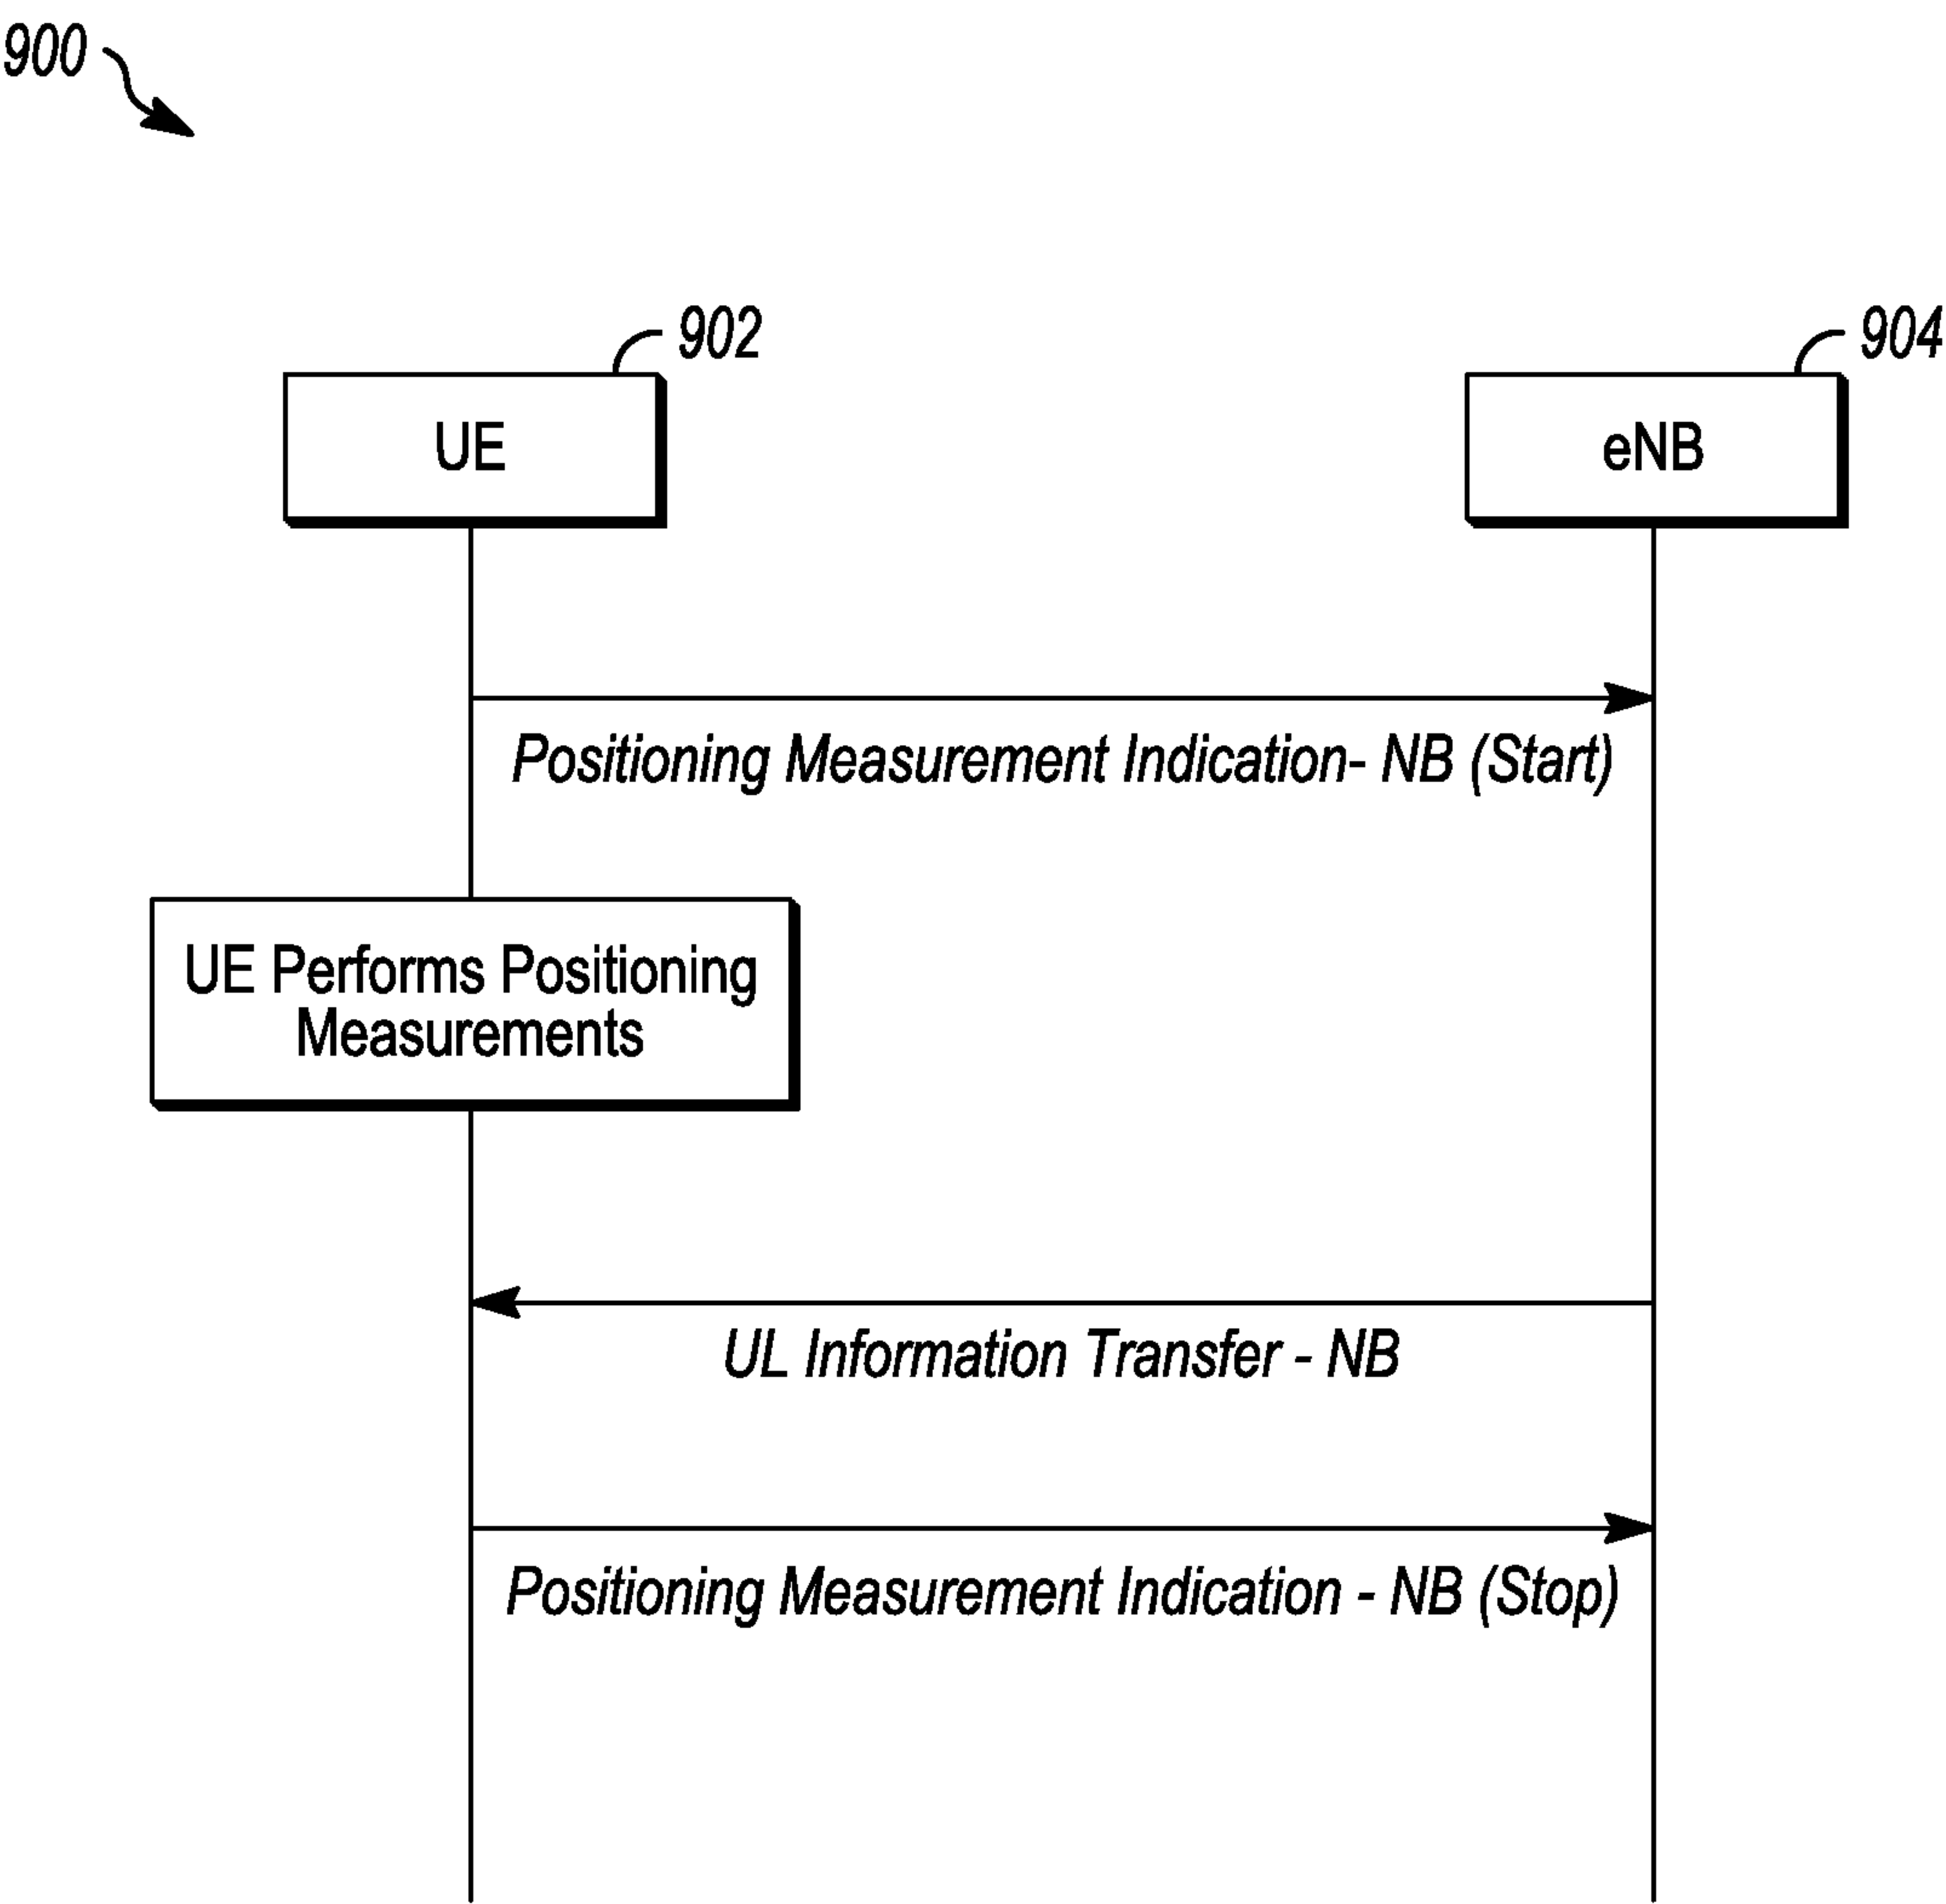 900
902
904
UE
eNB
Positioning Measurement Indication- NB (Start)
UE Performs Positioning
Measurements
UL Information Transfer - NB
Positioning Measurement Indication - NB (Stop)